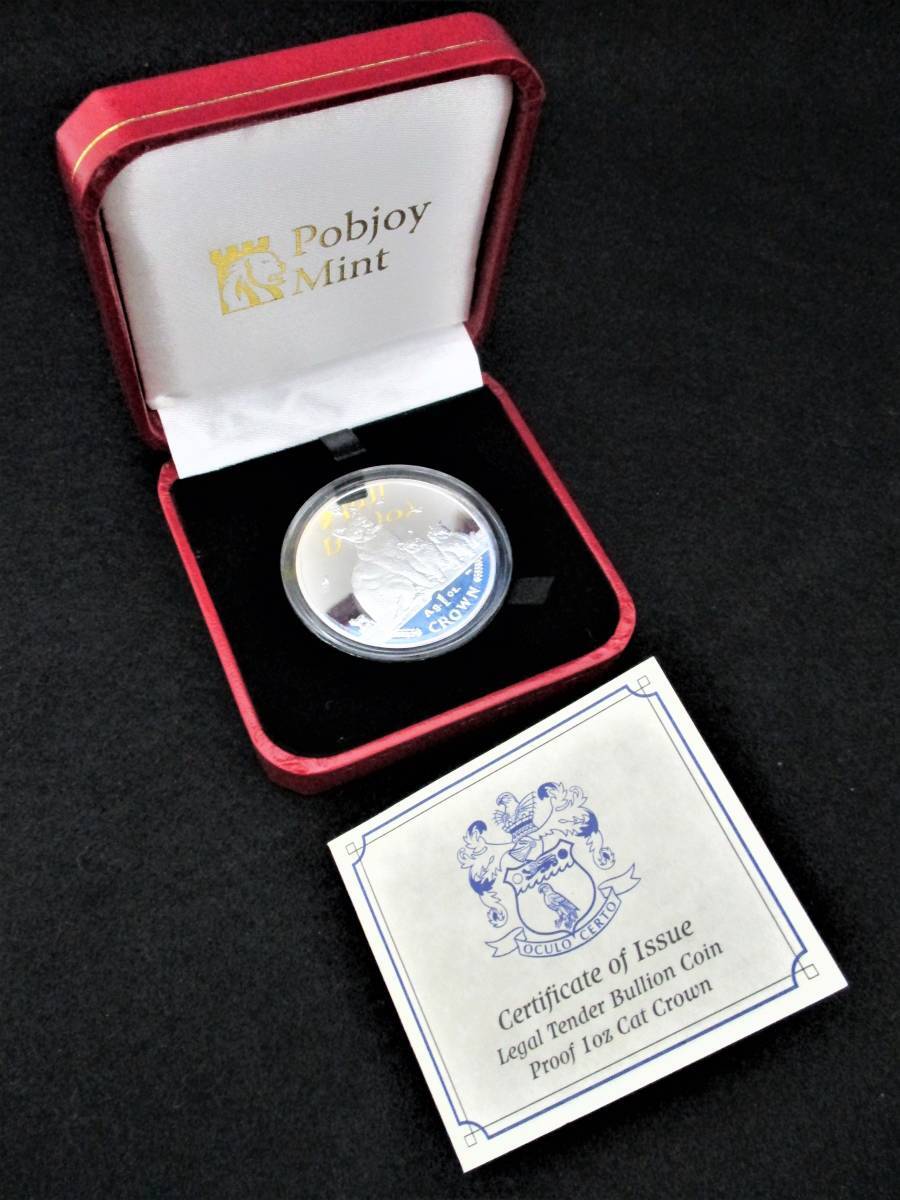 Pobjoy
Mint
Ag 1 oz.
CROWN
OCULO CERTO
Certificate of Issue
Legal Tender Bullion Coin
Proof 1oz Cat Crown